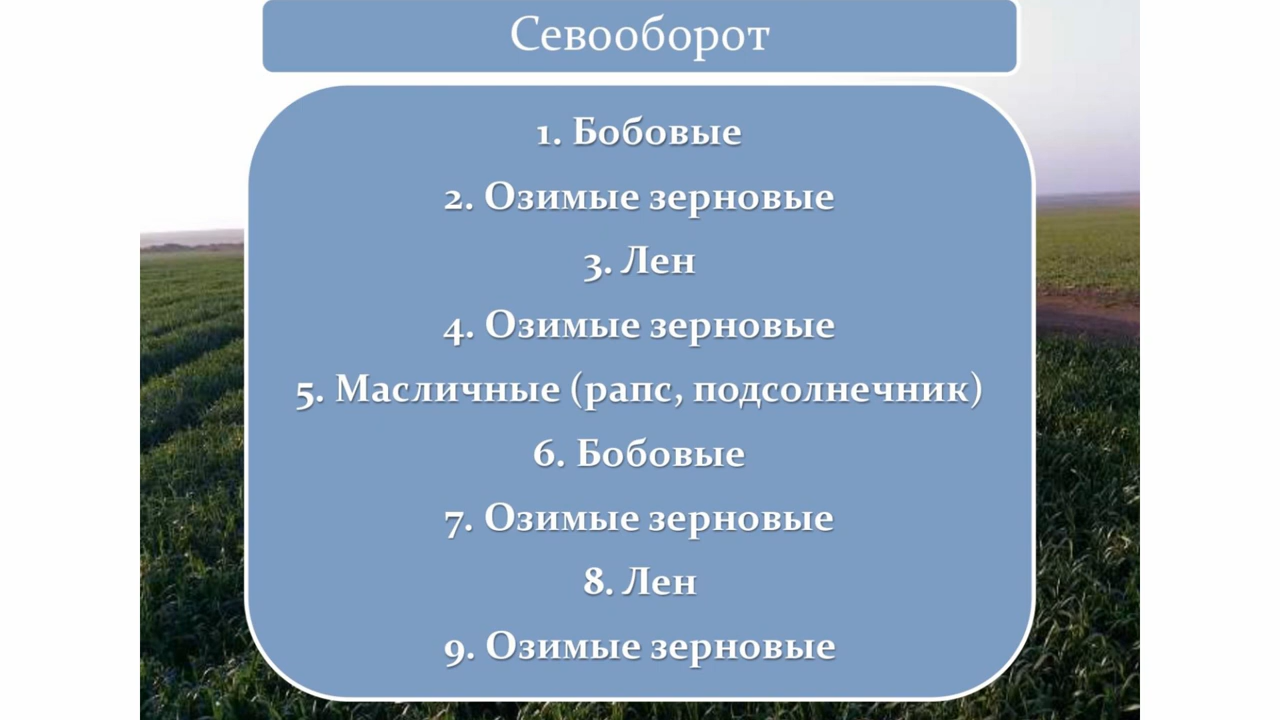 Севооборот
1. Бобовые
2. Озимые зерновые
3. Лен
4. Озимые зерновые
5. Масличные (рапс, подсолнечник)
6. Бобовые
7. Озимые зерновые
8. Лен
9. Озимые зерновые